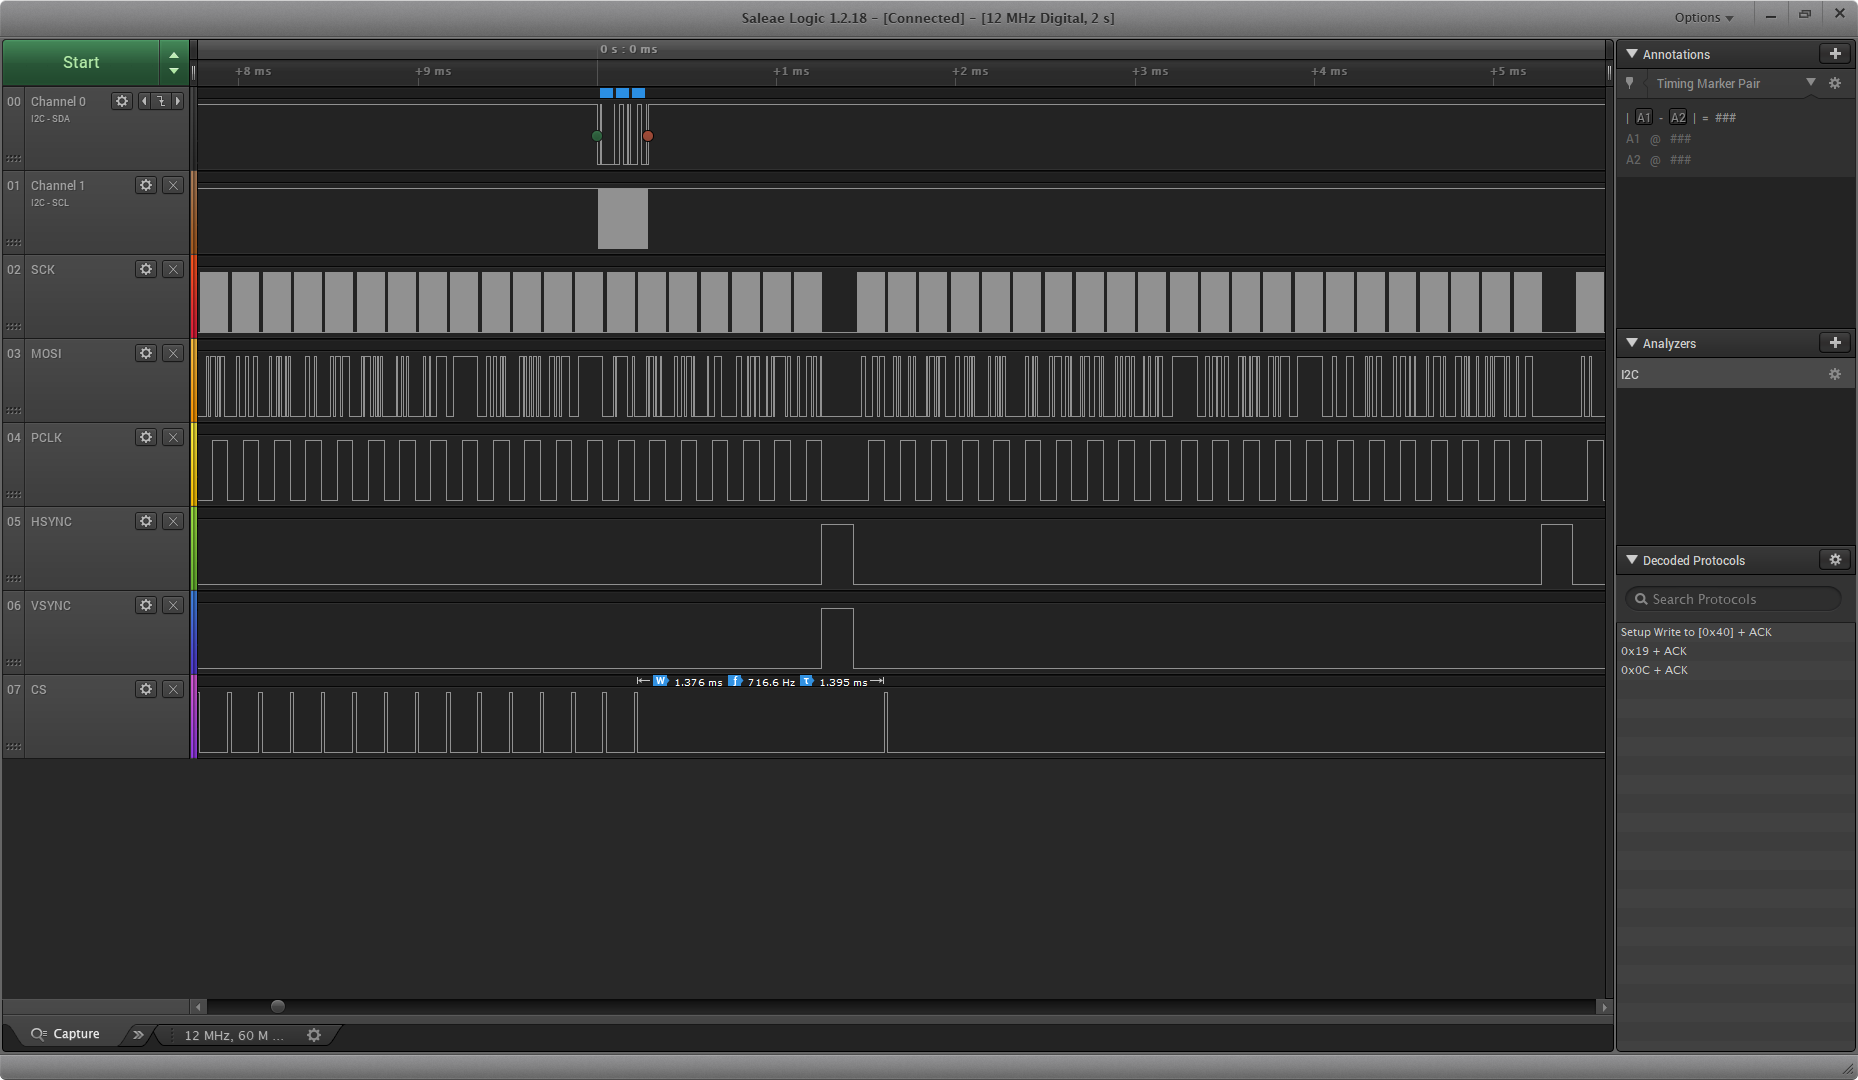 Saleae Logic 1.2.18 - [Connected] - [12 MHz Digital, 2 s]
Options
Start
0 s : 0 ms
+8 ms
+9 ms
+1 ms
+2 ms
+3 ms
+4 ms
+5 ms
00 Channel 0
I2C - SDA
01 Channel 1
I2C - SCL
02 SCK
03 MOSI
04 PCLK
05 HSYNC
06 VSYNC
07 CS
W 1.376 ms f 716.6 Hz T 1.395 ms
Capture
12 MHz, 60 M ...
Annotations
Timing Marker Pair
| A1 - A2 | = ###
A1 @ ###
A2 @ ###
Analyzers
I2C
Decoded Protocols
Search Protocols
Setup Write to [0x40] + ACK
0x19 + ACK
0x0C + ACK